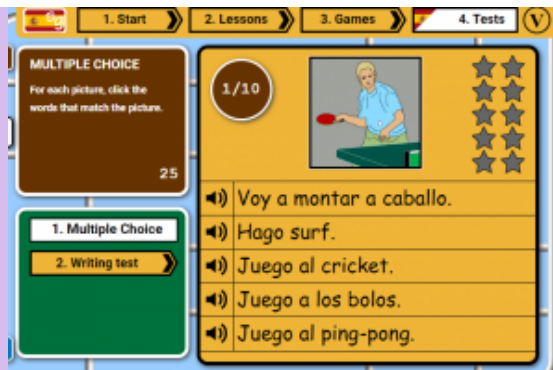 1. Start
2. Lessons
3. Games
4. Tests
V
MULTIPLE CHOICE
For each picture, click the
words that match the picture.
25
1. Multiple Choice
2. Writing test
1/10
Voy a montar a caballo.
Hago surf.
Juego al cricket.
Juego a los bolos.
Juego al ping-pong.